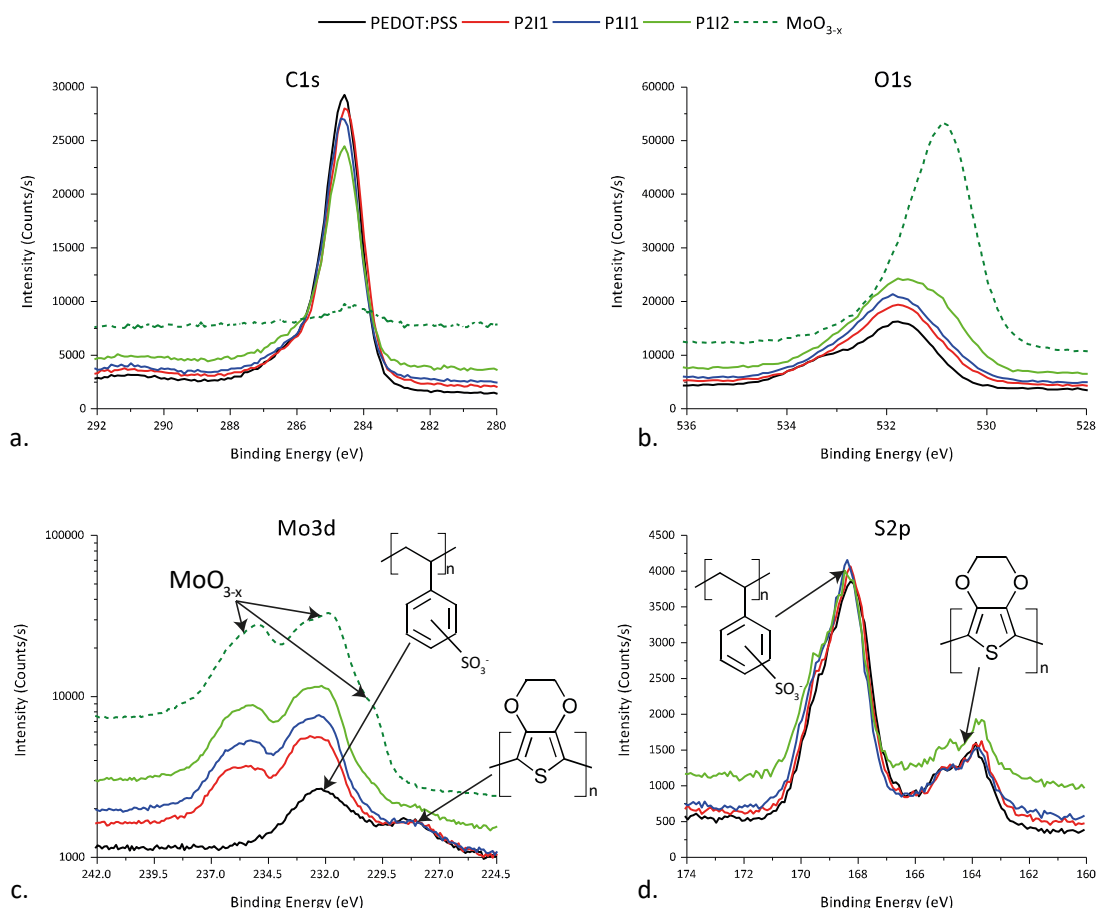 PEDOT:PSS P2I1 P1I1 P1I2 MoO3-x
C1s
30000
25000
20000
15000
10000
5000
0
292 290 288 286 284 282 280
Intensity (Counts/s)
Binding Energy (eV)
a.
O1s
60000
50000
40000
30000
20000
10000
0
536 534 532 530 528
Intensity (Counts/s)
Binding Energy (eV)
b.
Mo3d
100000
10000
1000
242.0 239.5 237.0 234.5 232.0 229.5 227.0 224.5
Intensity (Counts/s)
Binding Energy (eV)
MoO3-x
n
SO3-
O O
S
n
c.
S2p
4500
4000
3500
3000
2500
2000
1500
1000
500
0
174 172 170 168 166 164 162 160
Intensity (Counts/s)
Binding Energy (eV)
n
SO3-
O O
S
n
d.